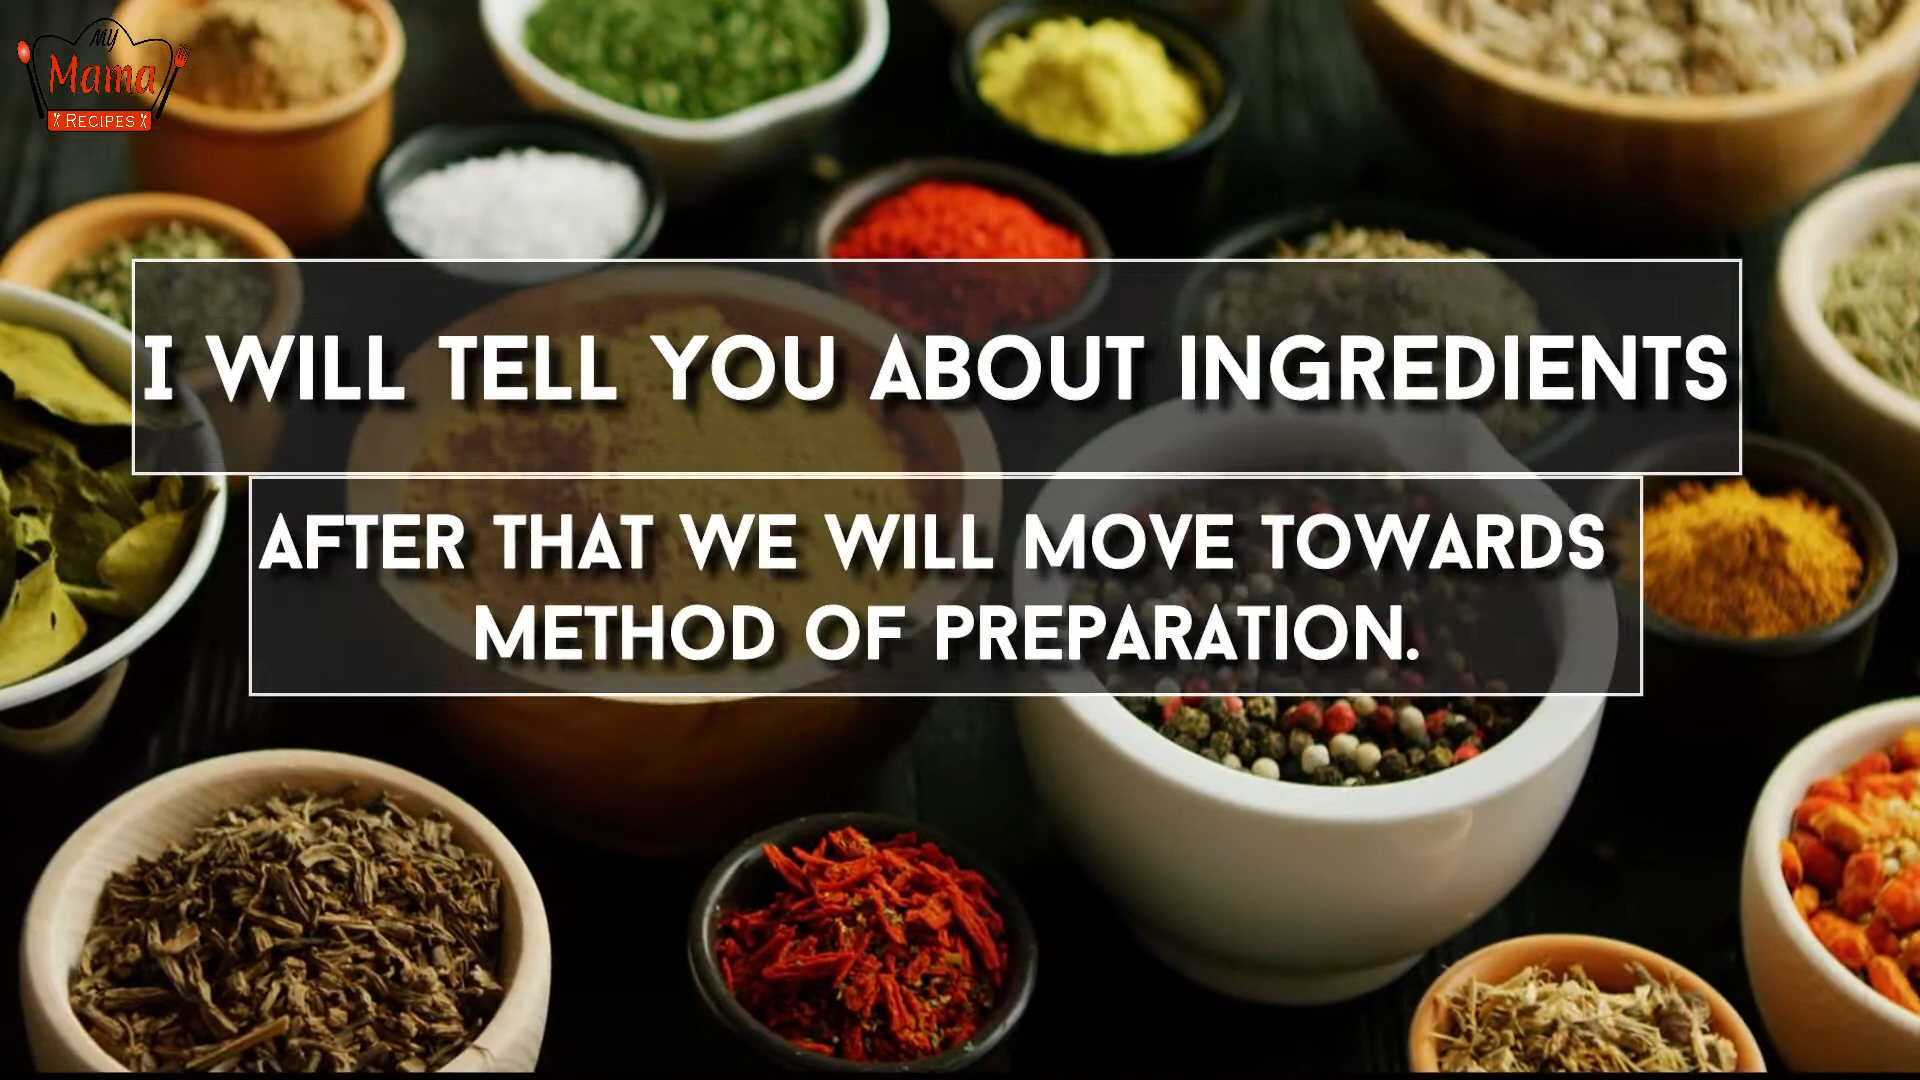 My
Mama
RECIPES
I WILL TELL YOU ABOUT INGREDIENTS
AFTER THAT WE WILL MOVE TOWARDS
METHOD OF PREPARATION.